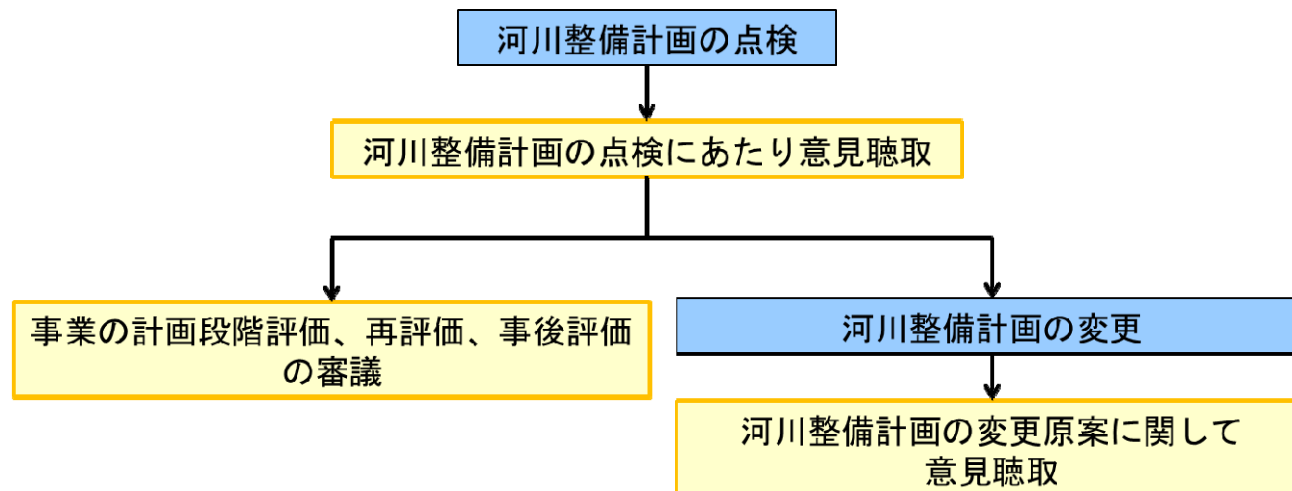 河川整備計画の点検
河川整備計画の点検にあたり意見聴取
事業の計画段階評価、再評価、事後評価
の審議
河川整備計画の変更
河川整備計画の変更原案に関して
意見聴取